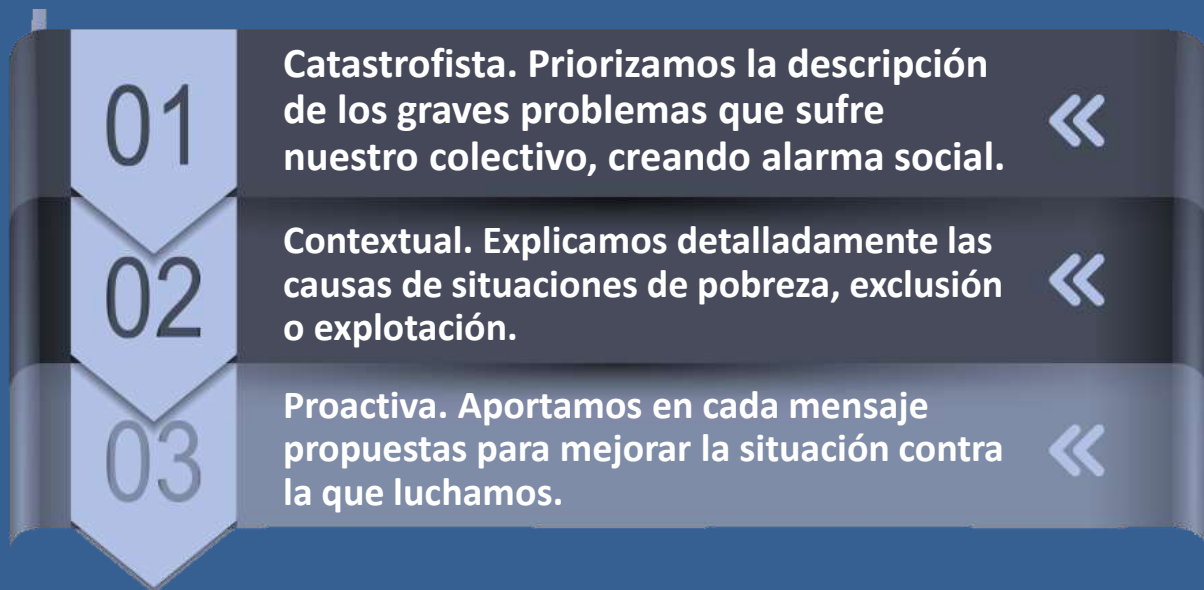 01
Catastrofista. Priorizamos la descripción
de los graves problemas que sufre
nuestro colectivo, creando alarma social.
02
Contextual. Explicamos detalladamente las
causas de situaciones de pobreza, exclusión
o explotación.
03
Proactiva. Aportamos en cada mensaje
propuestas para mejorar la situación contra
la que luchamos.